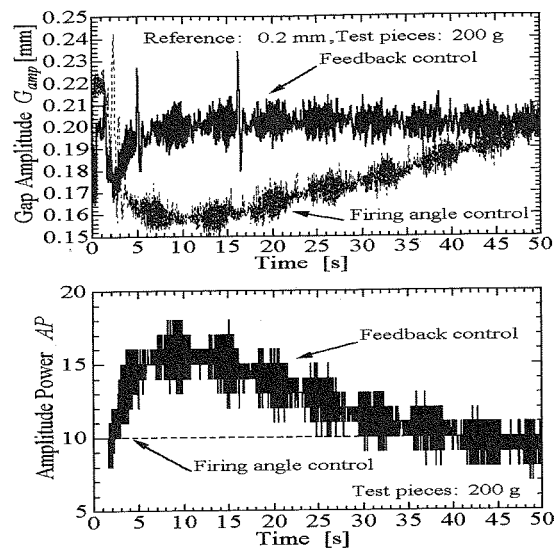 0.25
0.24
0.23
0.22
0.21
0.20
0.19
0.18
0.17
0.16
0.15
Gap Amplitude G_amp [mm]
Reference: 0.2 mm, Test pieces: 200 g
Feedback control
Firing angle control
0 5 10 15 20 25 30 35 40 45 50
Time [s]
20
15
10
5
Amplitude Power AP
Feedback control
Firing angle control
Test pieces: 200 g
0 5 10 15 20 25 30 35 40 45 50
Time [s]